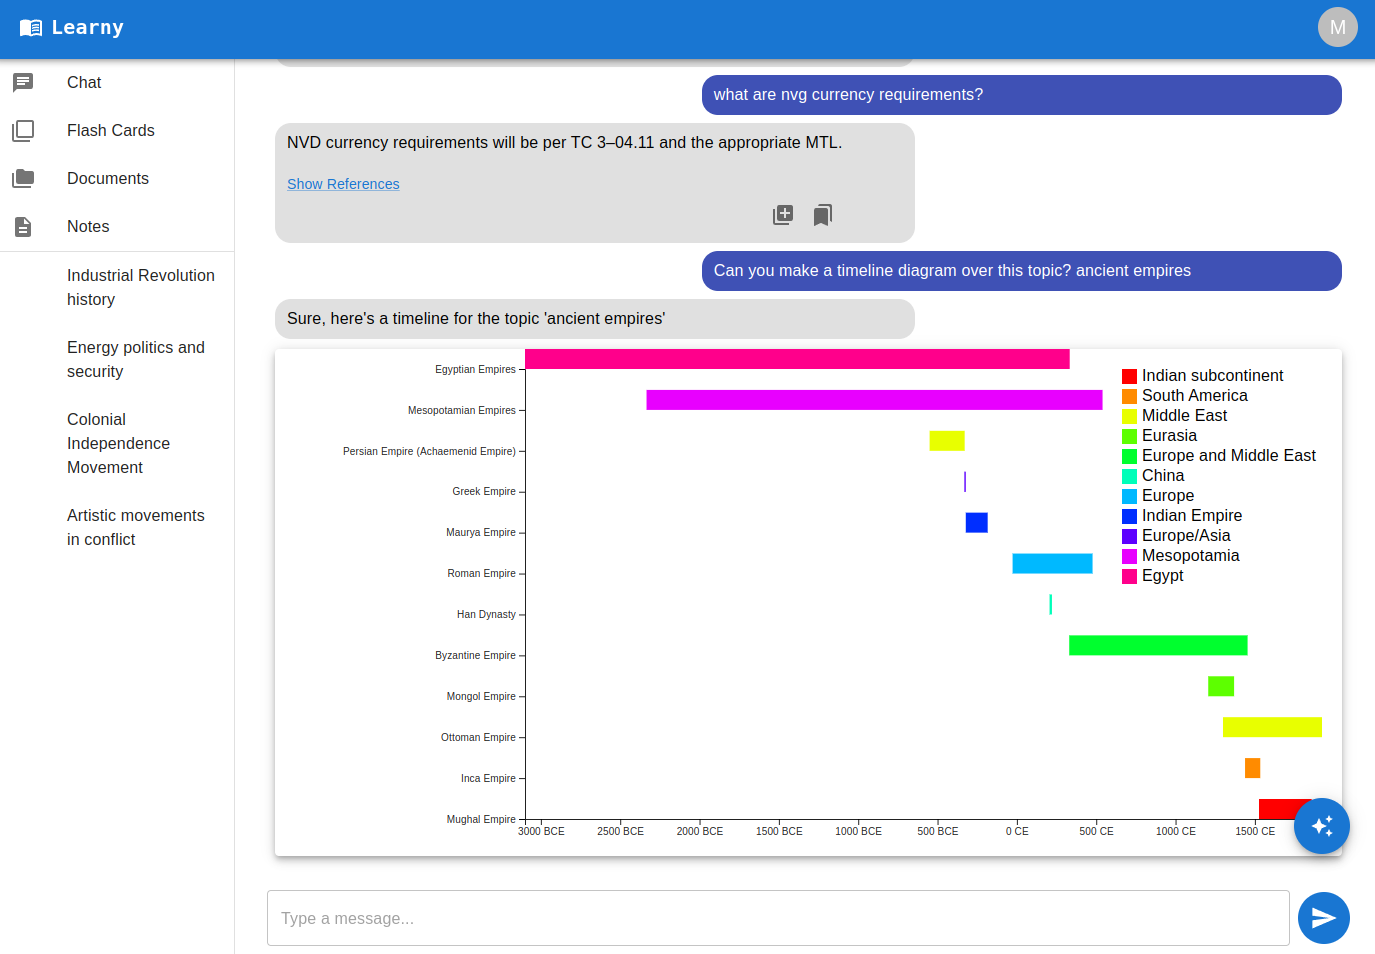 Learny
M
Chat
Flash Cards
Documents
Notes
Industrial Revolution
history
Energy politics and
security
Colonial
Independence
Movement
Artistic movements
in conflict
what are nvg currency requirements?
NVD currency requirements will be per TC 3–04.11 and the appropriate MTL.
Show References
Can you make a timeline diagram over this topic? ancient empires
Sure, here's a timeline for the topic 'ancient empires'
Egyptian Empires
Mesopotamian Empires
Persian Empire (Achaemenid Empire)
Greek Empire
Maurya Empire
Roman Empire
Han Dynasty
Byzantine Empire
Mongol Empire
Ottoman Empire
Inca Empire
Mughal Empire
3000 BCE 2500 BCE 2000 BCE 1500 BCE 1000 BCE 500 BCE 0 CE 500 CE 1000 CE 1500 CE
Indian subcontinent
South America
Middle East
Eurasia
Europe and Middle East
China
Europe
Indian Empire
Europe/Asia
Mesopotamia
Egypt
Type a message...